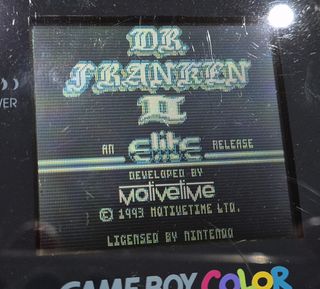 DR.
FRANKEN
II
AN elite RELEASE
DEVELOPED BY
MOTIVETIME
© 1993 MOTIVETIME LTD.
LICENSED BY NINTENDO
GAME BOY COLOR